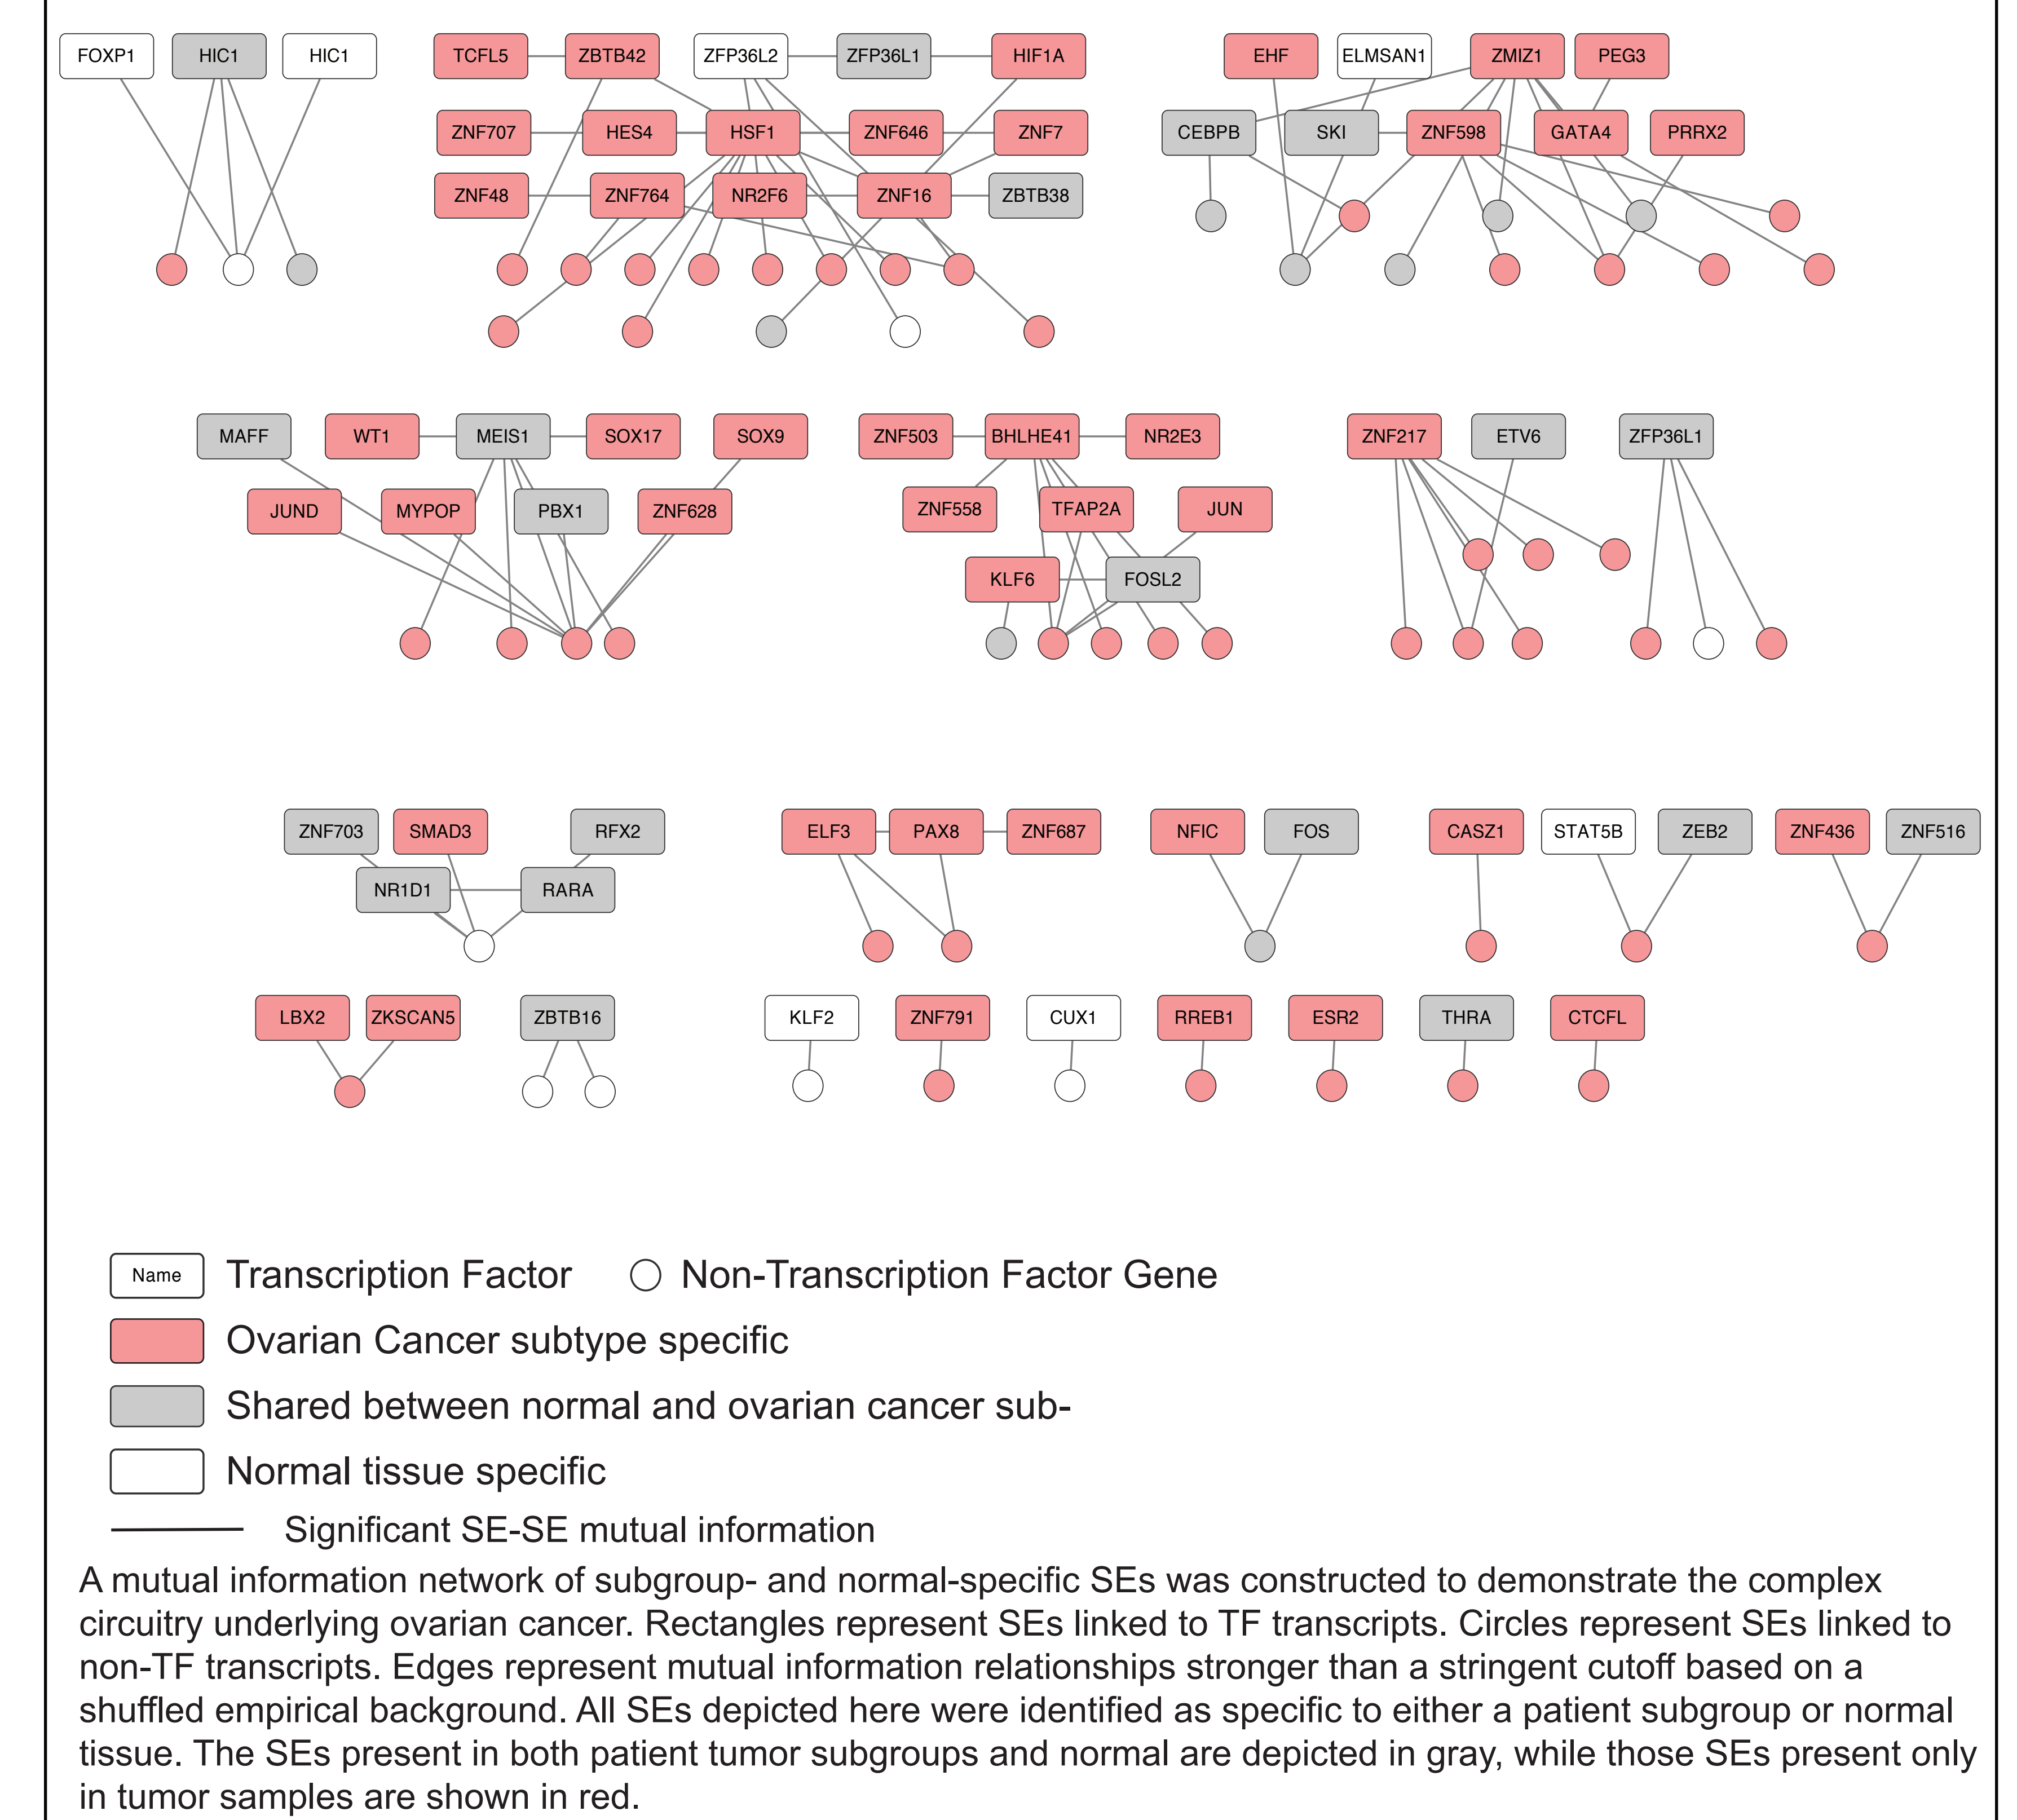 FOXP1 HIC1 HIC1 TCFL5 ZBTB42 ZFP36L2 ZFP36L1 HIF1A EHF ELMSAN1 ZMIZ1 PEG3
ZNF707 HES4 HSF1 ZNF646 ZNF7 CEBPB SKI ZNF598 GATA4 PRRX2
ZNF48 ZNF764 NR2F6 ZNF16 ZBTB38
MAFF WT1 MEIS1 SOX17 SOX9 ZNF503 BHLHE41 NR2E3 ZNF217 ETV6 ZFP36L1
JUND MYPOP PBX1 ZNF628 ZNF558 TFAP2A JUN
KLF6 FOSL2
ZNF703 SMAD3 RFX2 ELF3 PAX8 ZNF687 NFIC FOS CASZ1 STAT5B ZEB2 ZNF436 ZNF516
NR1D1 RARA
LBX2 ZKSCAN5 ZBTB16 KLF2 ZNF791 CUX1 RREB1 ESR2 THRA CTCFL
Name Transcription Factor Non-Transcription Factor Gene
Ovarian Cancer subtype specific
Shared between normal and ovarian cancer sub-
Normal tissue specific
Significant SE-SE mutual information
A mutual information network of subgroup- and normal-specific SEs was constructed to demonstrate the complex
circuitry underlying ovarian cancer. Rectangles represent SEs linked to TF transcripts. Circles represent SEs linked to
non-TF transcripts. Edges represent mutual information relationships stronger than a stringent cutoff based on a
shuffled empirical background. All SEs depicted here were identified as specific to either a patient subgroup or normal
tissue. The SEs present in both patient tumor subgroups and normal are depicted in gray, while those SEs present only
in tumor samples are shown in red.